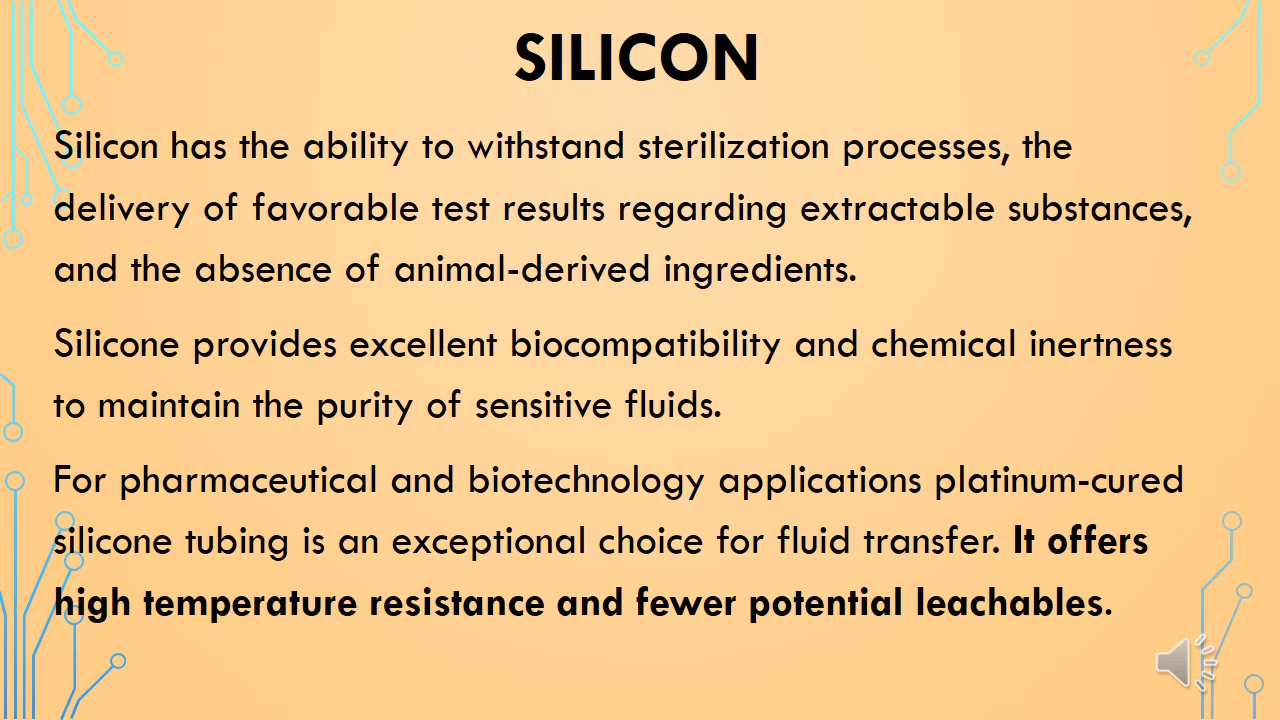 SILICON
Silicon has the ability to withstand sterilization processes, the
delivery of favorable test results regarding extractable substances,
and the absence of animal-derived ingredients.
Silicone provides excellent biocompatibility and chemical inertness
to maintain the purity of sensitive fluids.
For pharmaceutical and biotechnology applications platinum-cured
silicone tubing is an exceptional choice for fluid transfer. It offers
high temperature resistance and fewer potential leachables.